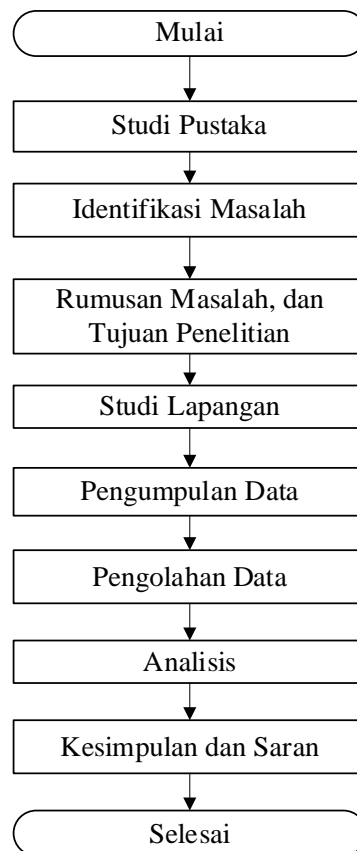 Mulai
Studi Pustaka
Identifikasi Masalah
Rumusan Masalah, dan
Tujuan Penelitian
Studi Lapangan
Pengumpulan Data
Pengolahan Data
Analisis
Kesimpulan dan Saran
Selesai